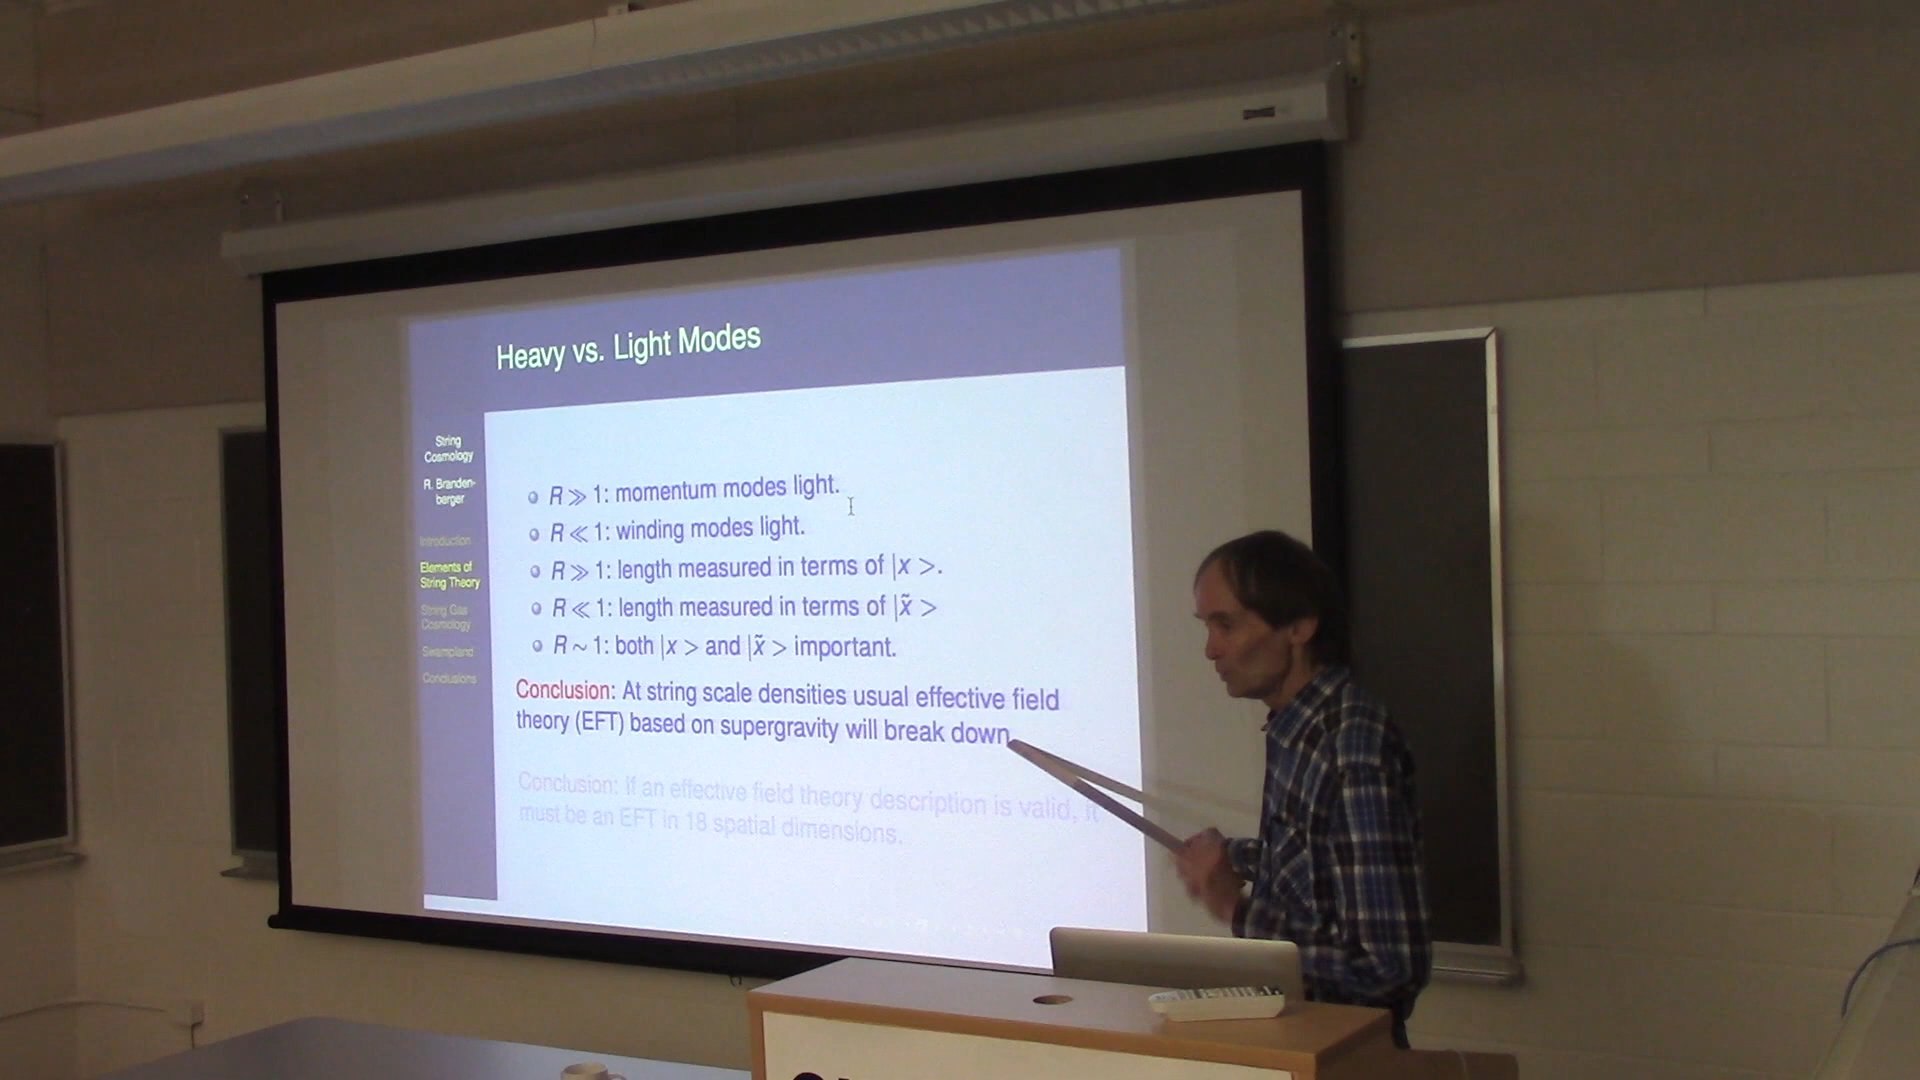 Heavy vs. Light Modes
String
Cosmology
R. Branden-
berger
Introduction
Elements of
String Theory
String Gas
Cosmology
Swampland
Conclusions
R ≫ 1: momentum modes light.
R ≪ 1: winding modes light.
R ≫ 1: length measured in terms of |x >.
R ≪ 1: length measured in terms of |x̃ >
R ∼ 1: both |x > and |x̃ > important.
Conclusion: At string scale densities usual effective field
theory (EFT) based on supergravity will break down.
Conclusion: If an effective field theory description is valid, it
must be an EFT in 18 spatial dimensions.